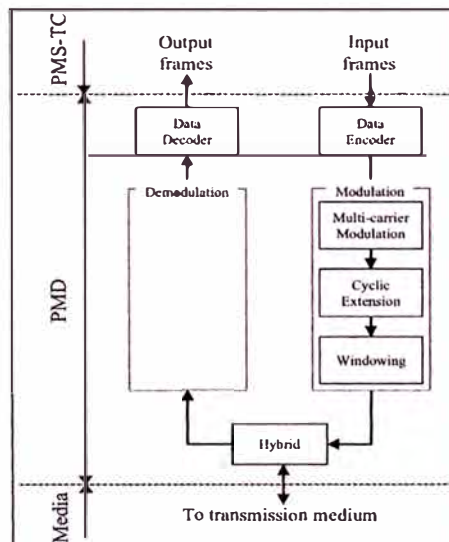 PMS-TC
Output
frames
Input
frames
Data
Decoder
Data
Encoder
PMD
Demodulation
Modulation
Multi-carrier
Modulation
Cyclic
Extension
Windowing
Hybrid
Media
To transmission medium